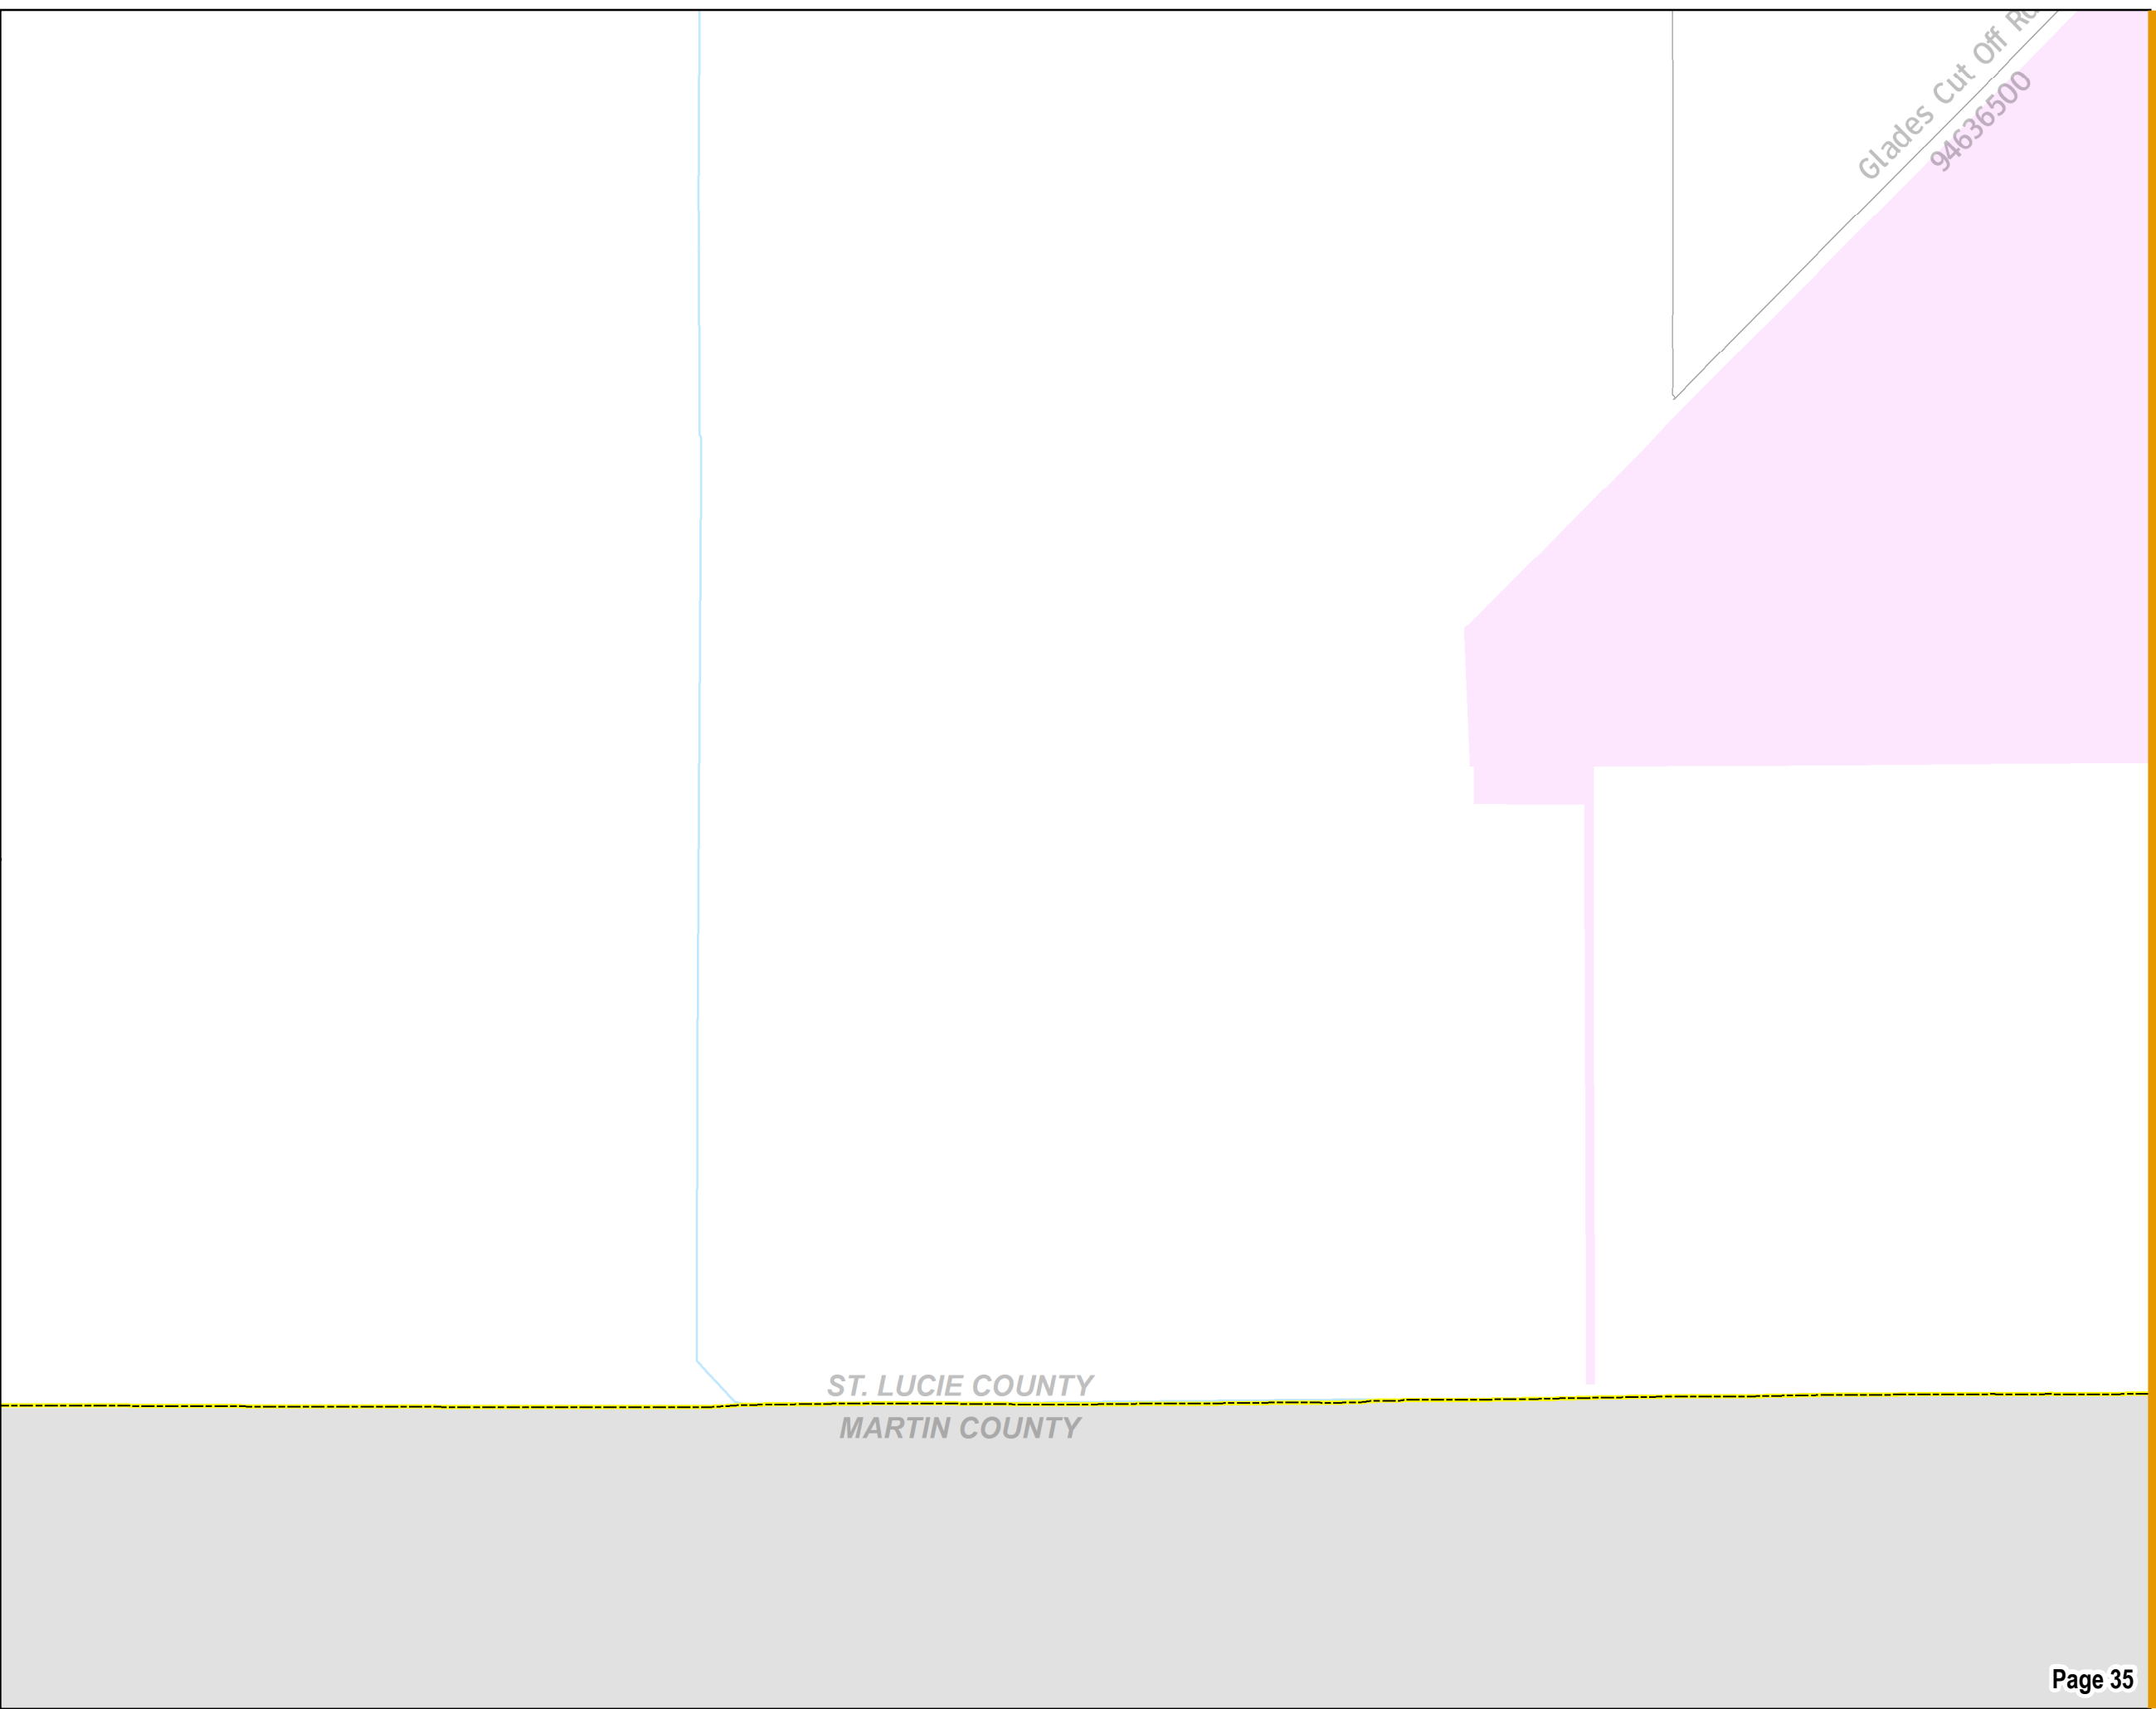 Glades Cut Off
94636500
ST. LUCIE COUNTY
MARTIN COUNTY
Page 35